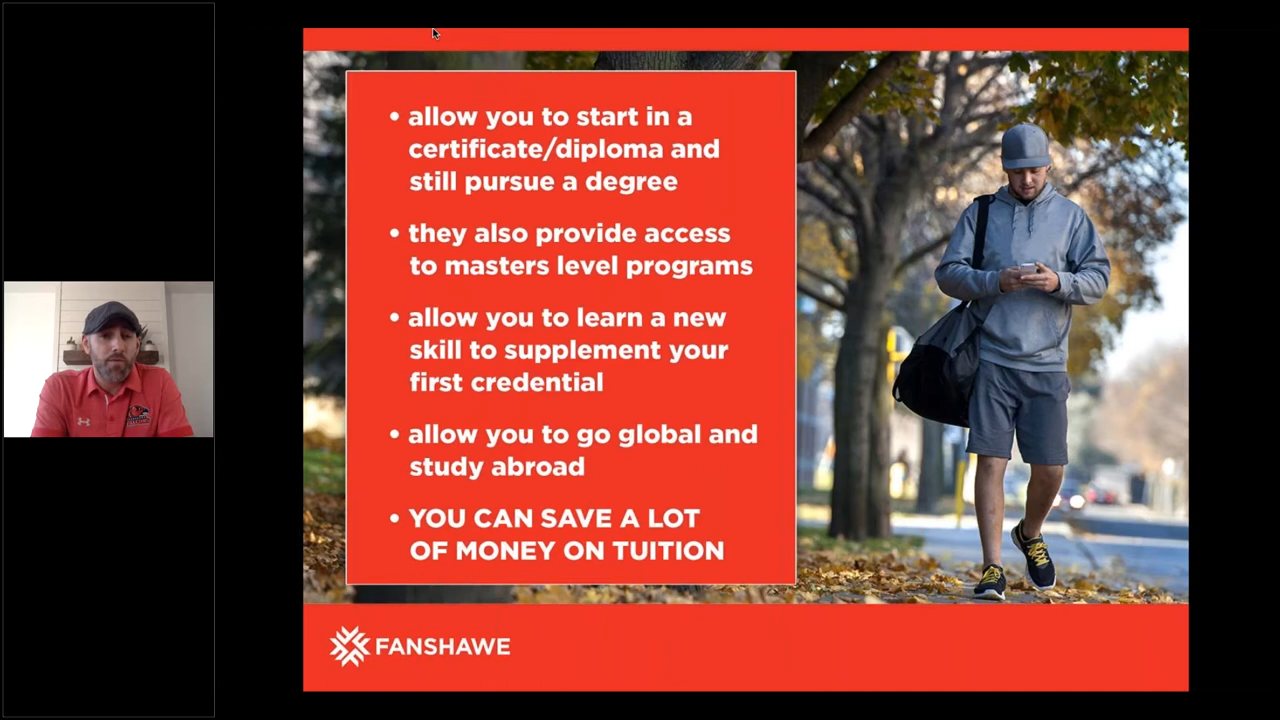 • allow you to start in a
certificate/diploma and
still pursue a degree
• they also provide access
to masters level programs
• allow you to learn a new
skill to supplement your
first credential
• allow you to go global and
study abroad
• YOU CAN SAVE A LOT
OF MONEY ON TUITION
FANSHAWE